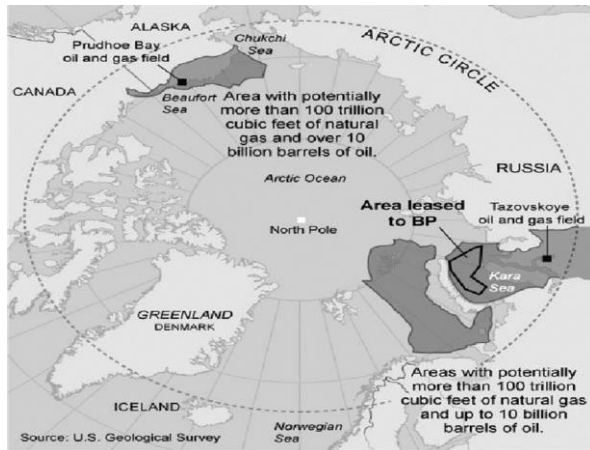 ALASKA
Prudhoe Bay
oil and gas field
Chukchi
Sea
ARCTIC CIRCLE
CANADA
Beaufort
Sea
Area with potentially
more than 100 trillion
cubic feet of natural
gas and over 10
billion barrels of oil.
RUSSIA
Arctic Ocean
Area leased
to BP
Tazovskoye
oil and gas field
North Pole
Kara
Sea
GREENLAND
DENMARK
Areas with potentially
more than 100 trillion
cubic feet of natural gas
and up to 10 billion
barrels of oil.
ICELAND
Norwegian
Sea
Source: U.S. Geological Survey